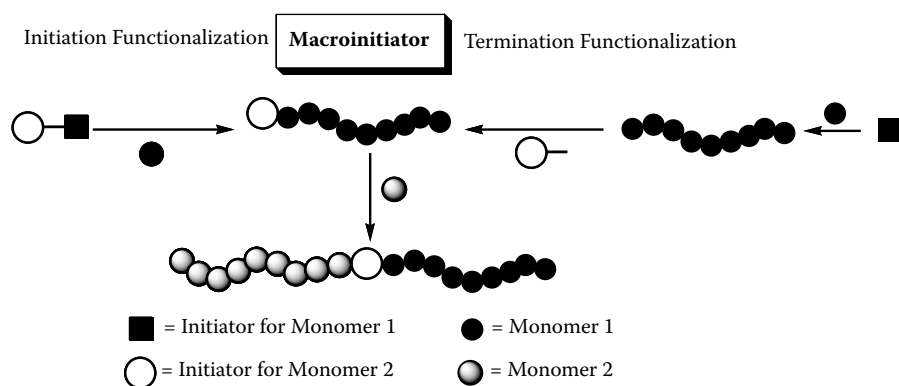 Initiation Functionalization
Macroinitiator
Termination Functionalization
= Initiator for Monomer 1
= Monomer 1
= Initiator for Monomer 2
= Monomer 2